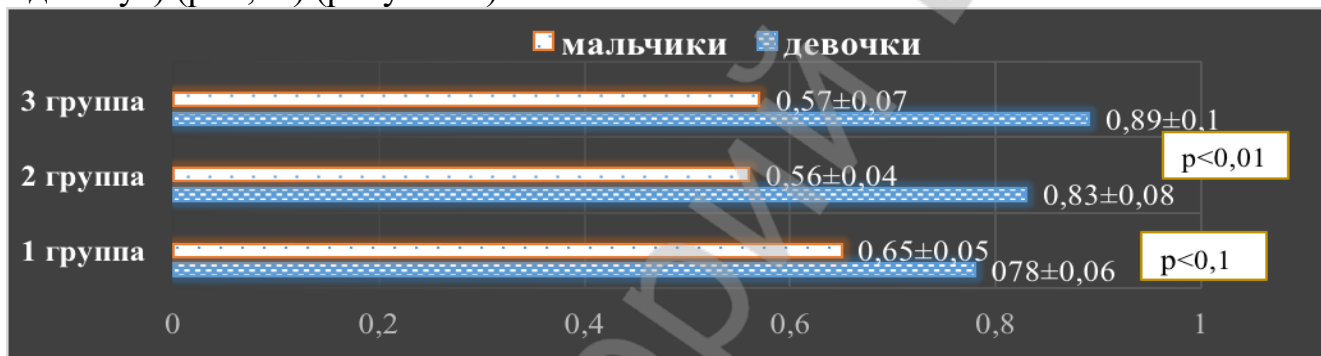 мальчики девочки
3 группа
0,57±0,07
0,89±0,1
p<0,01
2 группа
0,56±0,04
0,83±0,08
1 группа
0,65±0,05
078±0,06
p<0,1
0 0,2 0,4 0,6 0,8 1